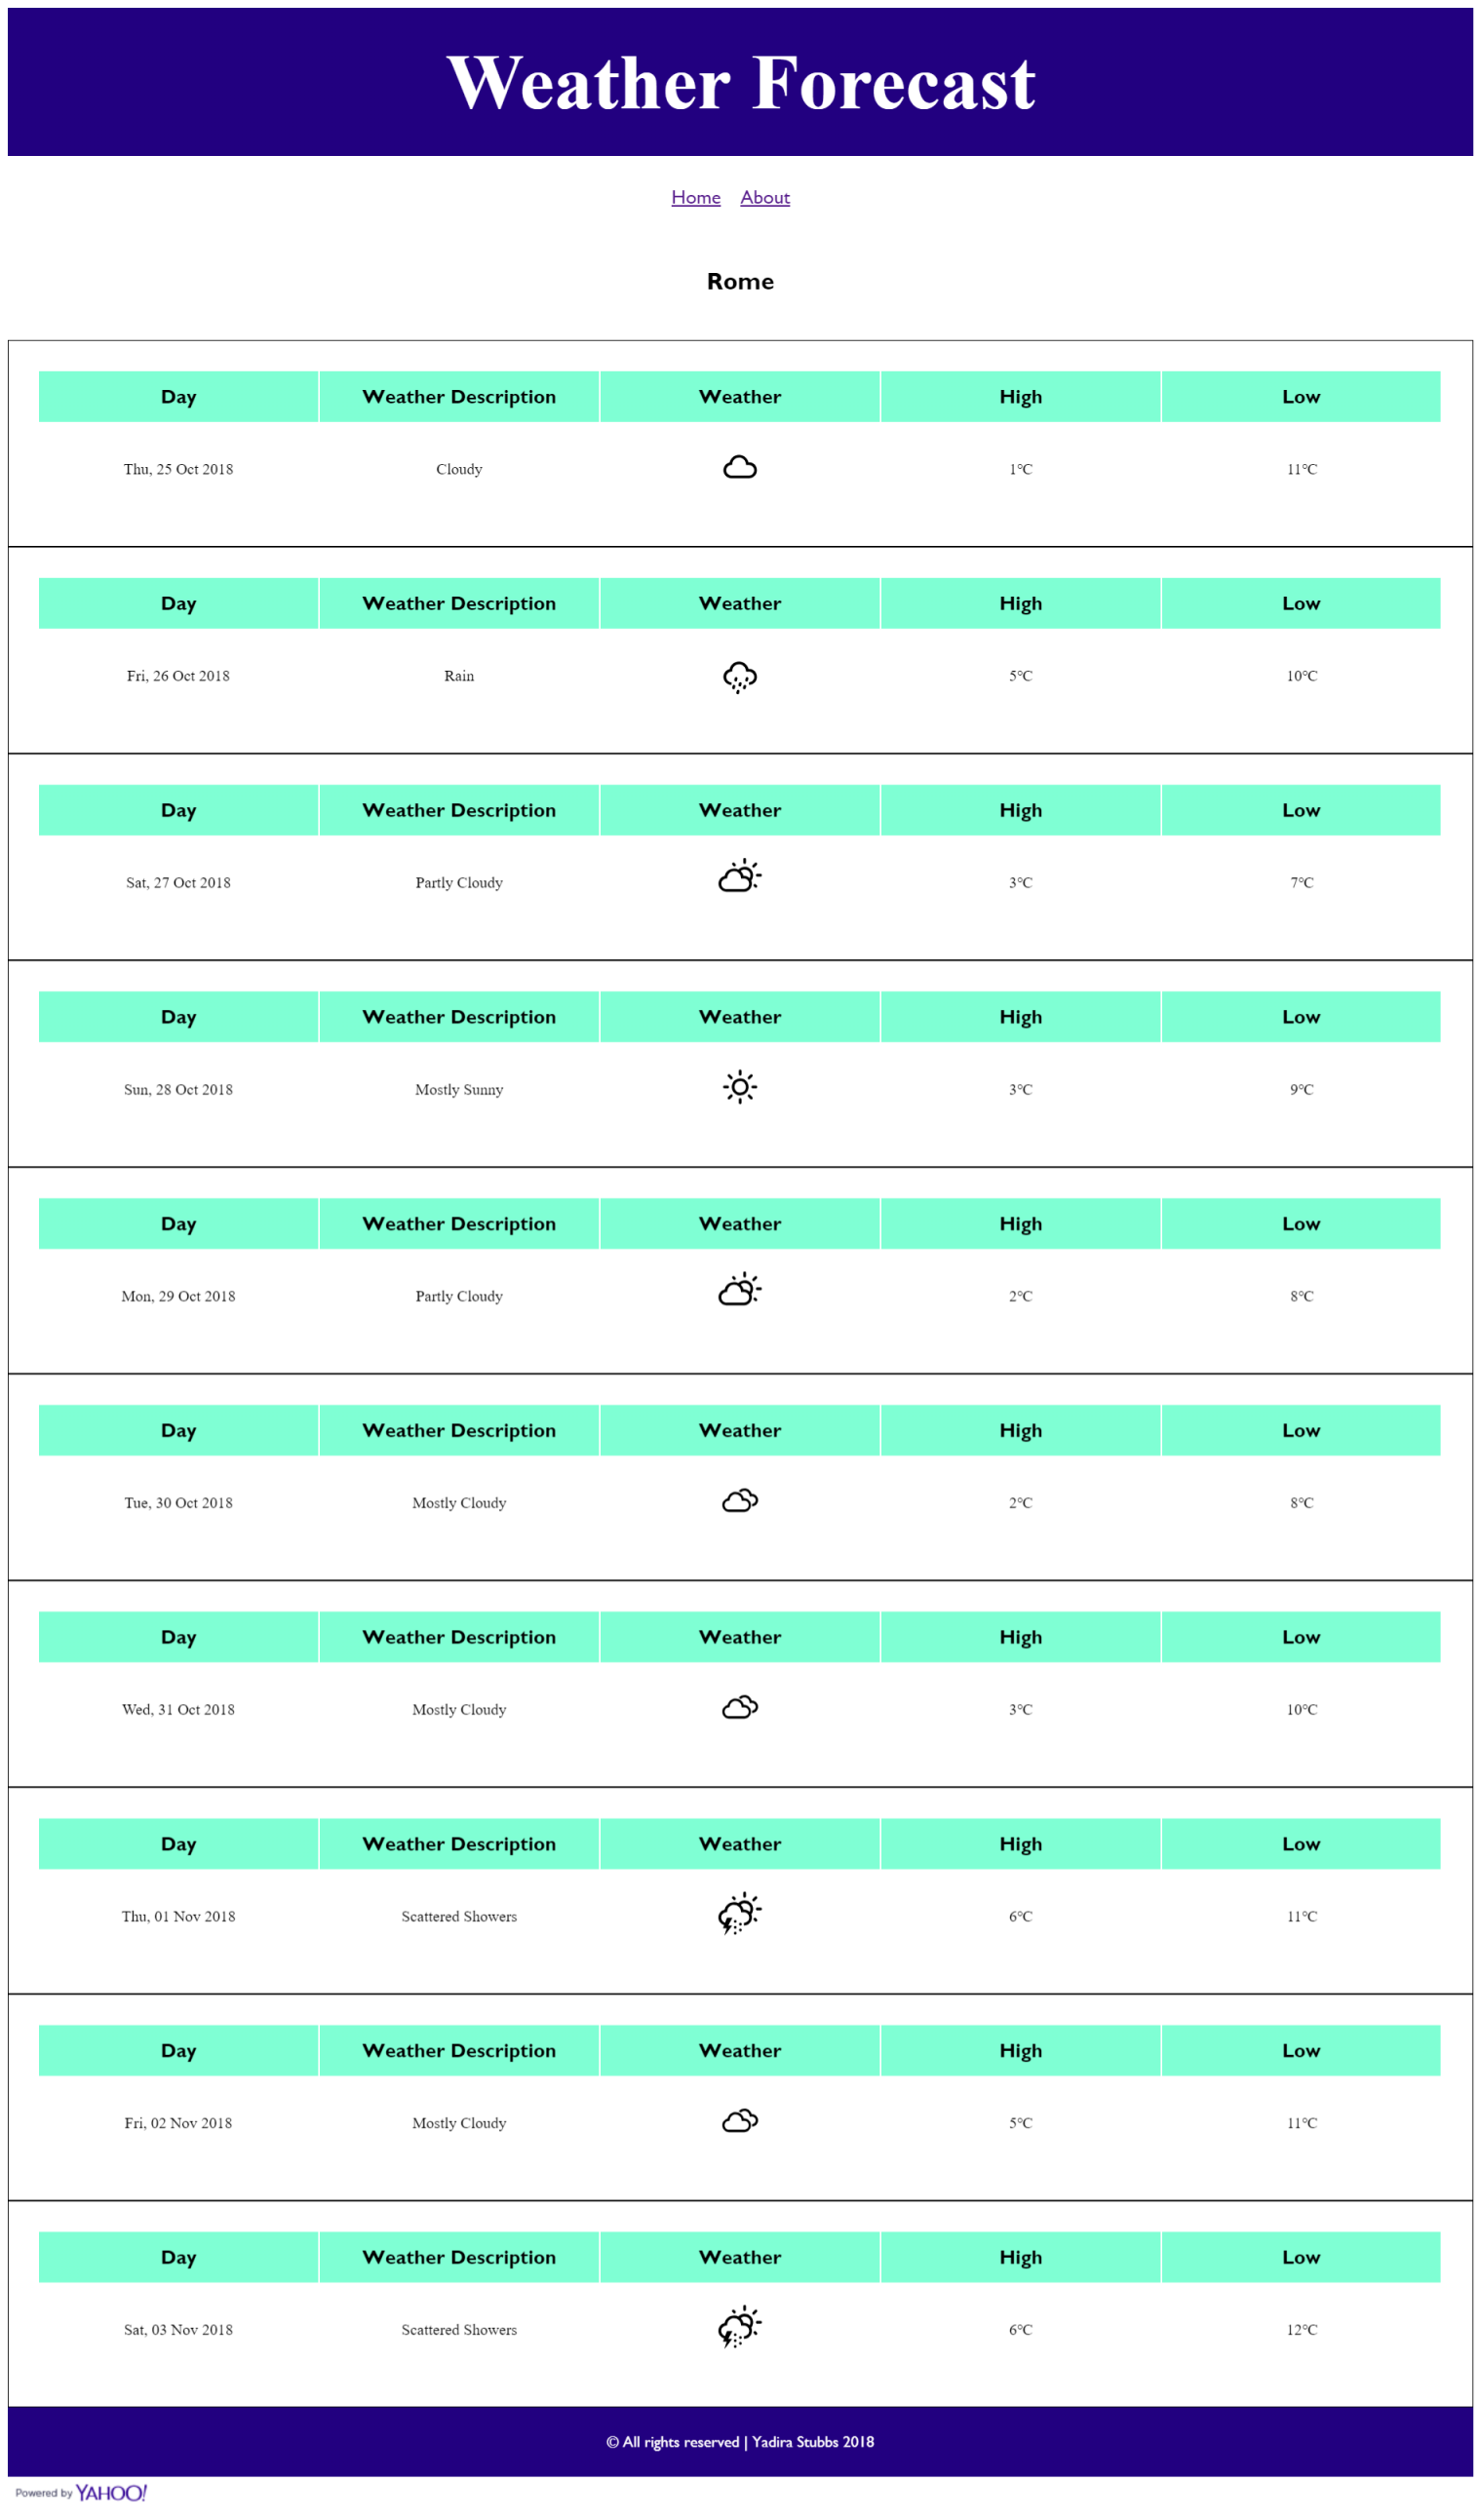 Weather Forecast
Home About
Rome
Day Weather Description Weather High Low
Thu, 25 Oct 2018 Cloudy 1°C 11°C
Day Weather Description Weather High Low
Fri, 26 Oct 2018 Rain 5°C 10°C
Day Weather Description Weather High Low
Sat, 27 Oct 2018 Partly Cloudy 3°C 7°C
Day Weather Description Weather High Low
Sun, 28 Oct 2018 Mostly Sunny 3°C 9°C
Day Weather Description Weather High Low
Mon, 29 Oct 2018 Partly Cloudy 2°C 8°C
Day Weather Description Weather High Low
Tue, 30 Oct 2018 Mostly Cloudy 2°C 8°C
Day Weather Description Weather High Low
Wed, 31 Oct 2018 Mostly Cloudy 3°C 10°C
Day Weather Description Weather High Low
Thu, 01 Nov 2018 Scattered Showers 6°C 11°C
Day Weather Description Weather High Low
Fri, 02 Nov 2018 Mostly Cloudy 5°C 11°C
Day Weather Description Weather High Low
Sat, 03 Nov 2018 Scattered Showers 6°C 12°C
© All rights reserved | Yadira Stubbs 2018
Powered by YAHOO!